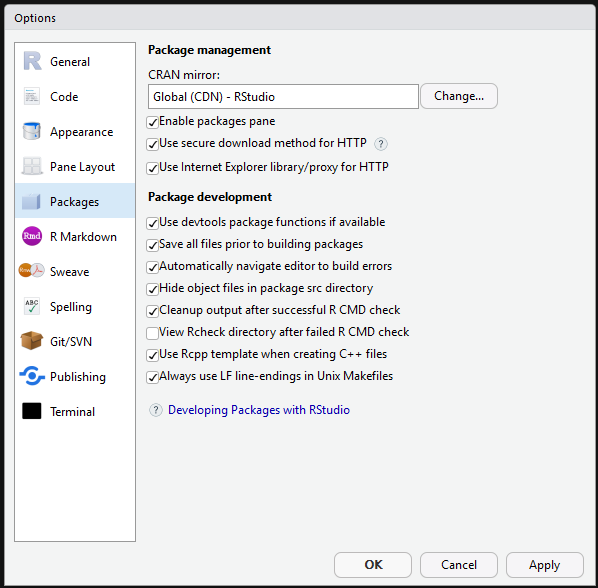 Options
General
Code
Appearance
Pane Layout
Packages
Rmd R Markdown
Sweave
ABC Spelling
Git/SVN
Publishing
Terminal
Package management
CRAN mirror:
Global (CDN) - RStudio Change...
Enable packages pane
Use secure download method for HTTP ?
Use Internet Explorer library/proxy for HTTP
Package development
Use devtools package functions if available
Save all files prior to building packages
Automatically navigate editor to build errors
Hide object files in package src directory
Cleanup output after successful R CMD check
View Rcheck directory after failed R CMD check
Use Rcpp template when creating C++ files
Always use LF line-endings in Unix Makefiles
? Developing Packages with RStudio
OK Cancel Apply